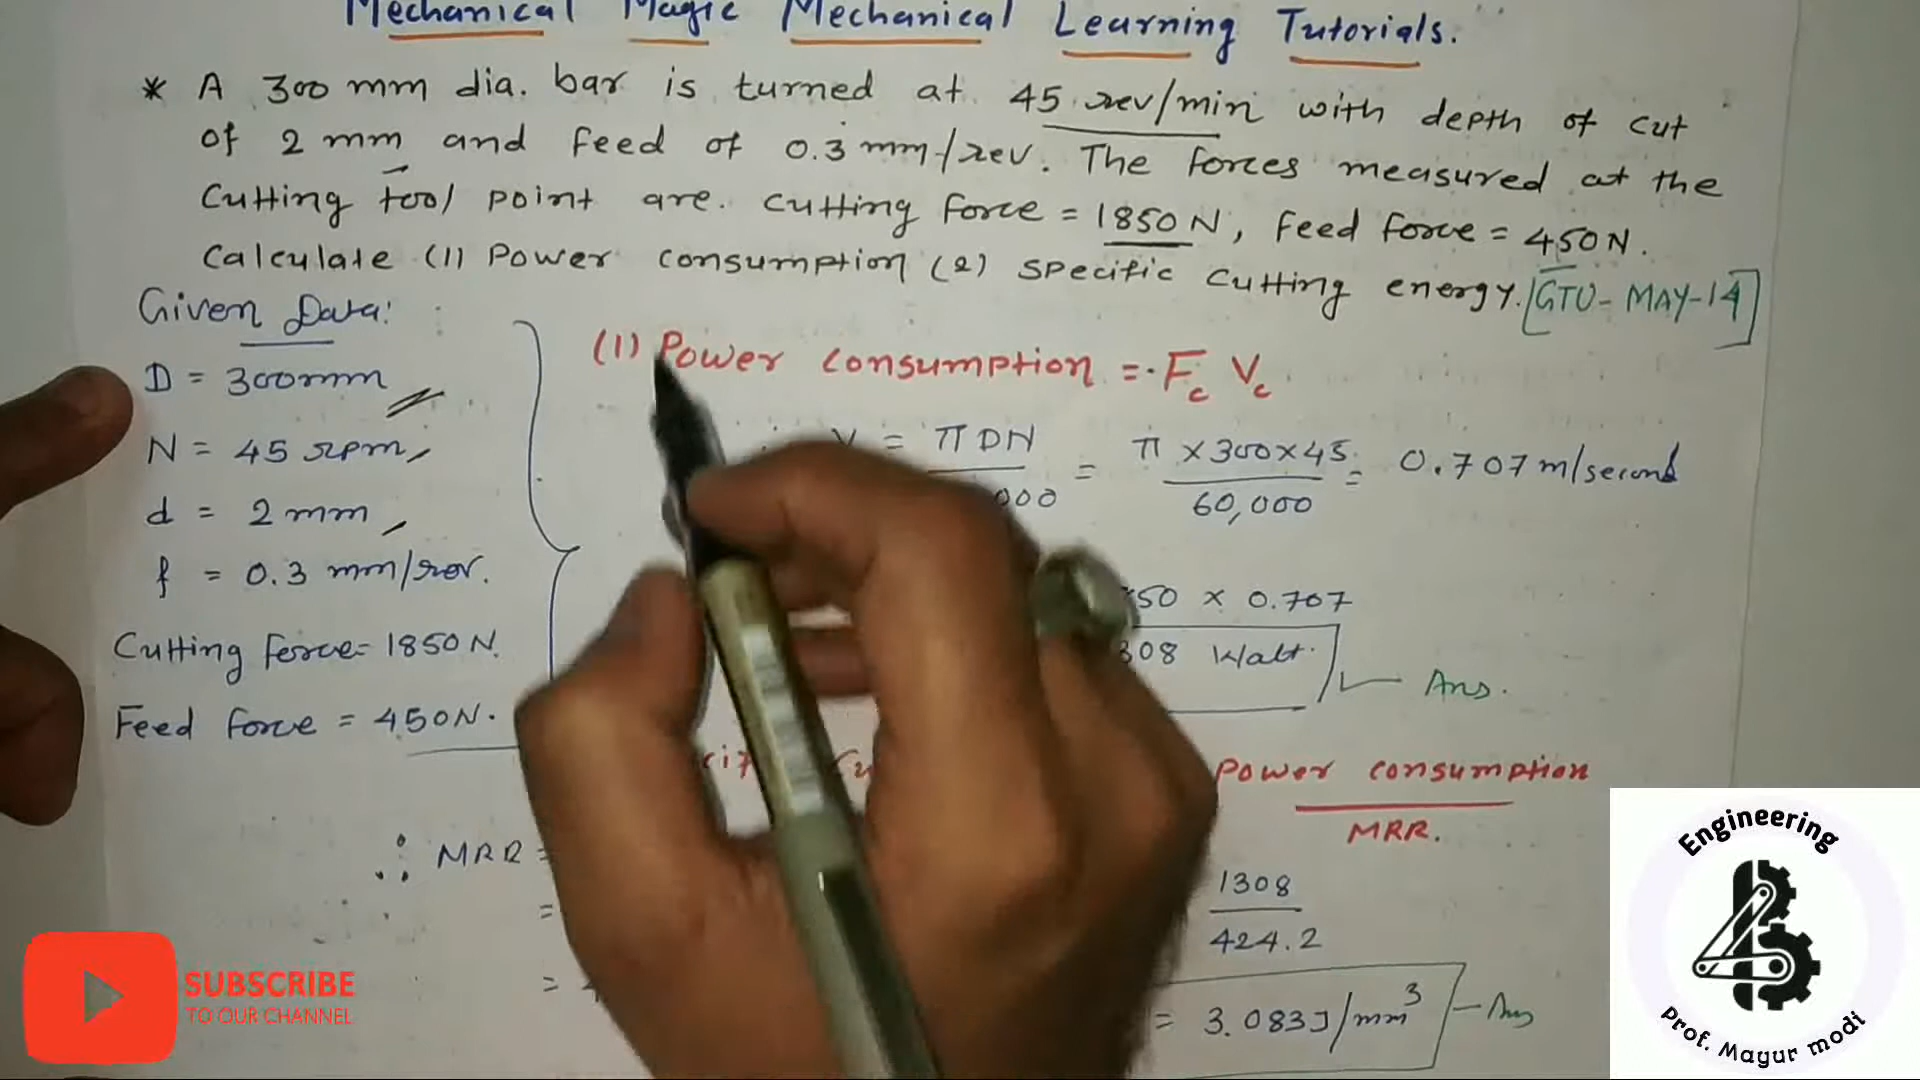 Mechanical Magic Mechanical Learning Tutorials."
* A 300 mm dia. bar is turned at 45 rev/min with depth of cut
of 2 mm and feed of 0.3 mm/rev. The forces measured at the
Cutting tool point are. cutting force = 1850 N, feed force = 450 N.
Calculate (1) Power consumption (2) specific cutting energy. [GTU- MAY-14]
Given Data:
D = 300mm
N = 45 rpm,
d = 2 mm
f = 0.3 mm/rev.
Cutting force = 1850 N.
Feed force = 450N.
(1) Power consumption = Fc Vc
= πDN = π × 300 × 45 = 0.707 m/second
60,000
50 × 0.707
308 Watt. Ans.
Power consumption
MRR.
∴ MRR =
1308
424.2
= 3.083 J/mm³ - Ans
SUBSCRIBE
TO OUR CHANNEL
Engineering
Prof. Mayur modi